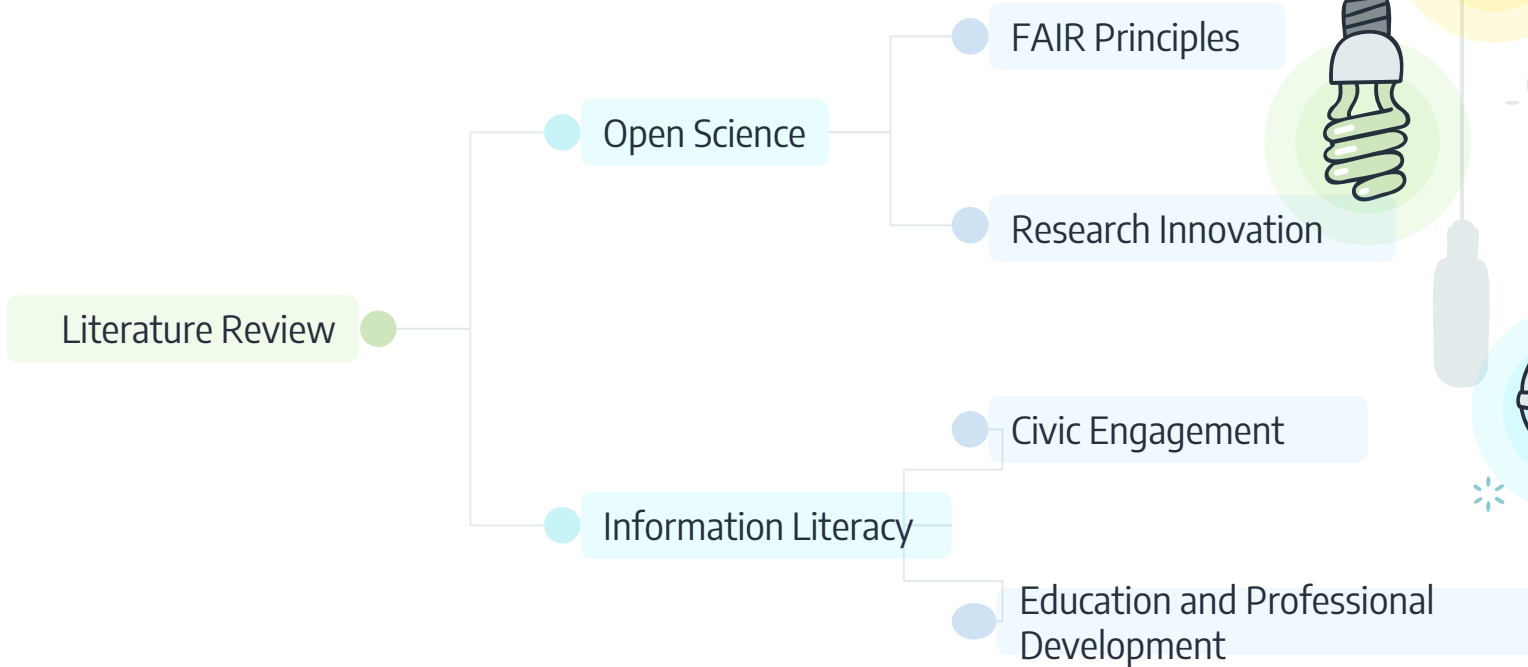 FAIR Principles
Open Science
Research Innovation
Literature Review
Civic Engagement
Information Literacy
Education and Professional
Development